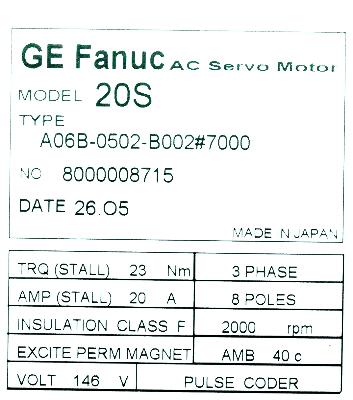 GE Fanuc AC Servo Motor
MODEL 20S
TYPE
A06B-0502-B002#7000
NO 8000008715
DATE 26.05
MADE IN JAPAN
TRQ (STALL) 23 Nm 3 PHASE
AMP (STALL) 20 A 8 POLES
INSULATION CLASS F 2000 rpm
EXCITE PERM MAGNET AMB 40 c
VOLT 146 V PULSE CODER